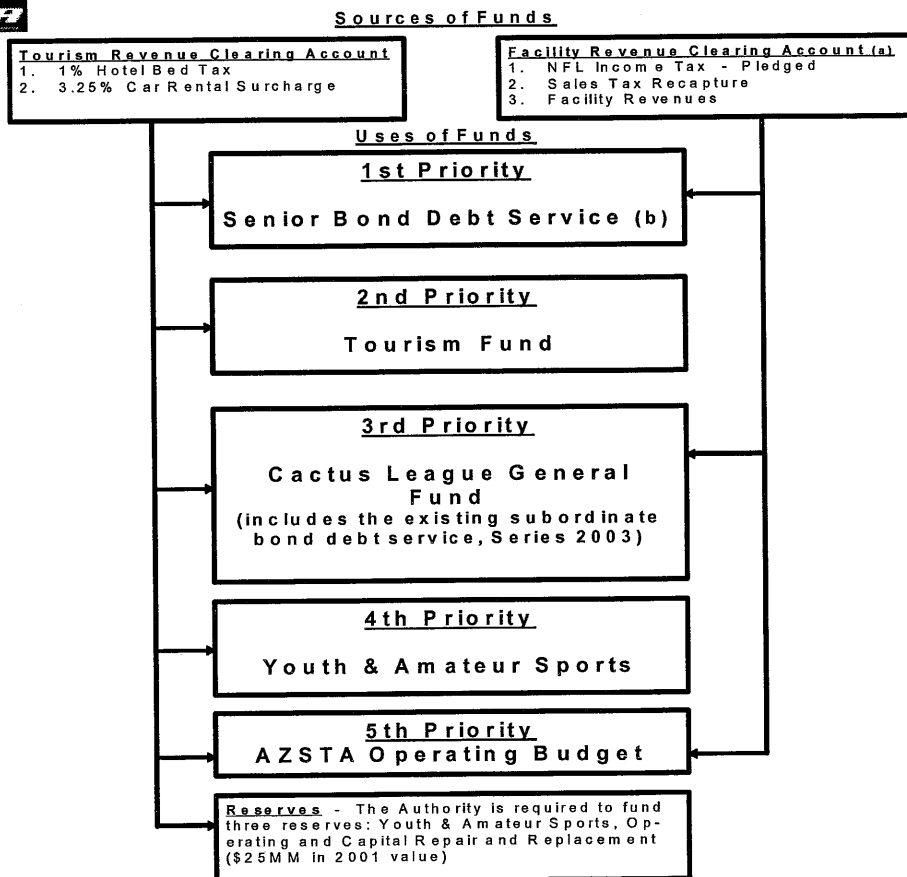 Sources of Funds
Tourism Revenue Clearing Account
1. 1% Hotel Bed Tax
2. 3.25% Car Rental Surcharge
Facility Revenue Clearing Account (a)
1. NFL Income Tax - Pledged
2. Sales Tax Recapture
3. Facility Revenues
Uses of Funds
1st Priority
Senior Bond Debt Service (b)
2nd Priority
Tourism Fund
3rd Priority
Cactus League General
Fund
(includes the existing subordinate
bond debt service, Series 2003)
4th Priority
Youth & Amateur Sports
5th Priority
AZSTA Operating Budget
Reserves - The Authority is required to fund
three reserves: Youth & Amateur Sports, Op-
erating and Capital Repair and Replacement
($25MM in 2001 value)